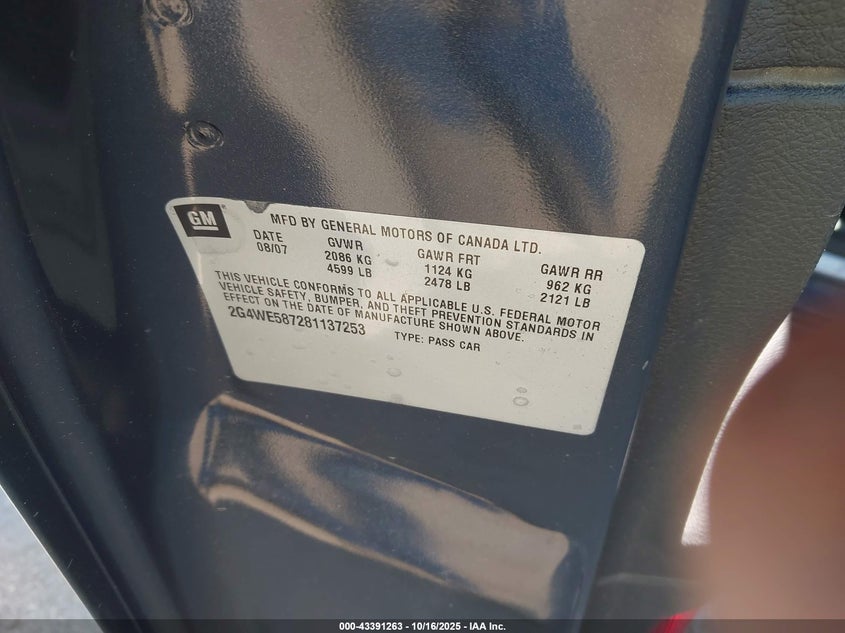 GM
MFD BY GENERAL MOTORS OF CANADA LTD.
DATE GVWR GAWR FRT GAWR RR
08/07 2086 KG 1124 KG 962 KG
4599 LB 2478 LB 2121 LB
THIS VEHICLE CONFORMS TO ALL APPLICABLE U.S. FEDERAL MOTOR
VEHICLE SAFETY, BUMPER, AND THEFT PREVENTION STANDARDS IN
EFFECT ON THE DATE OF MANUFACTURE SHOWN ABOVE.
2G4WE587281137253 TYPE: PASS CAR
000-43391263 - 10/16/2025 - IAA Inc.